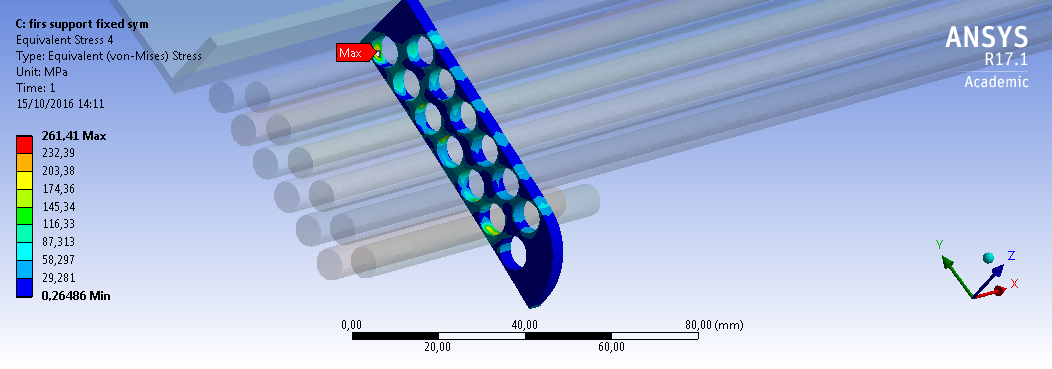 C: firs support fixed sym
Equivalent Stress 4
Type: Equivalent (von-Mises) Stress
Unit: MPa
Time: 1
15/10/2016 14:11
261,41 Max
232,39
203,38
174,36
145,34
116,33
87,313
58,297
29,281
0,26486 Min
Max
ANSYS
R17.1
Academic
Y
Z
X
0,00 40,00 80,00 (mm)
20,00 60,00